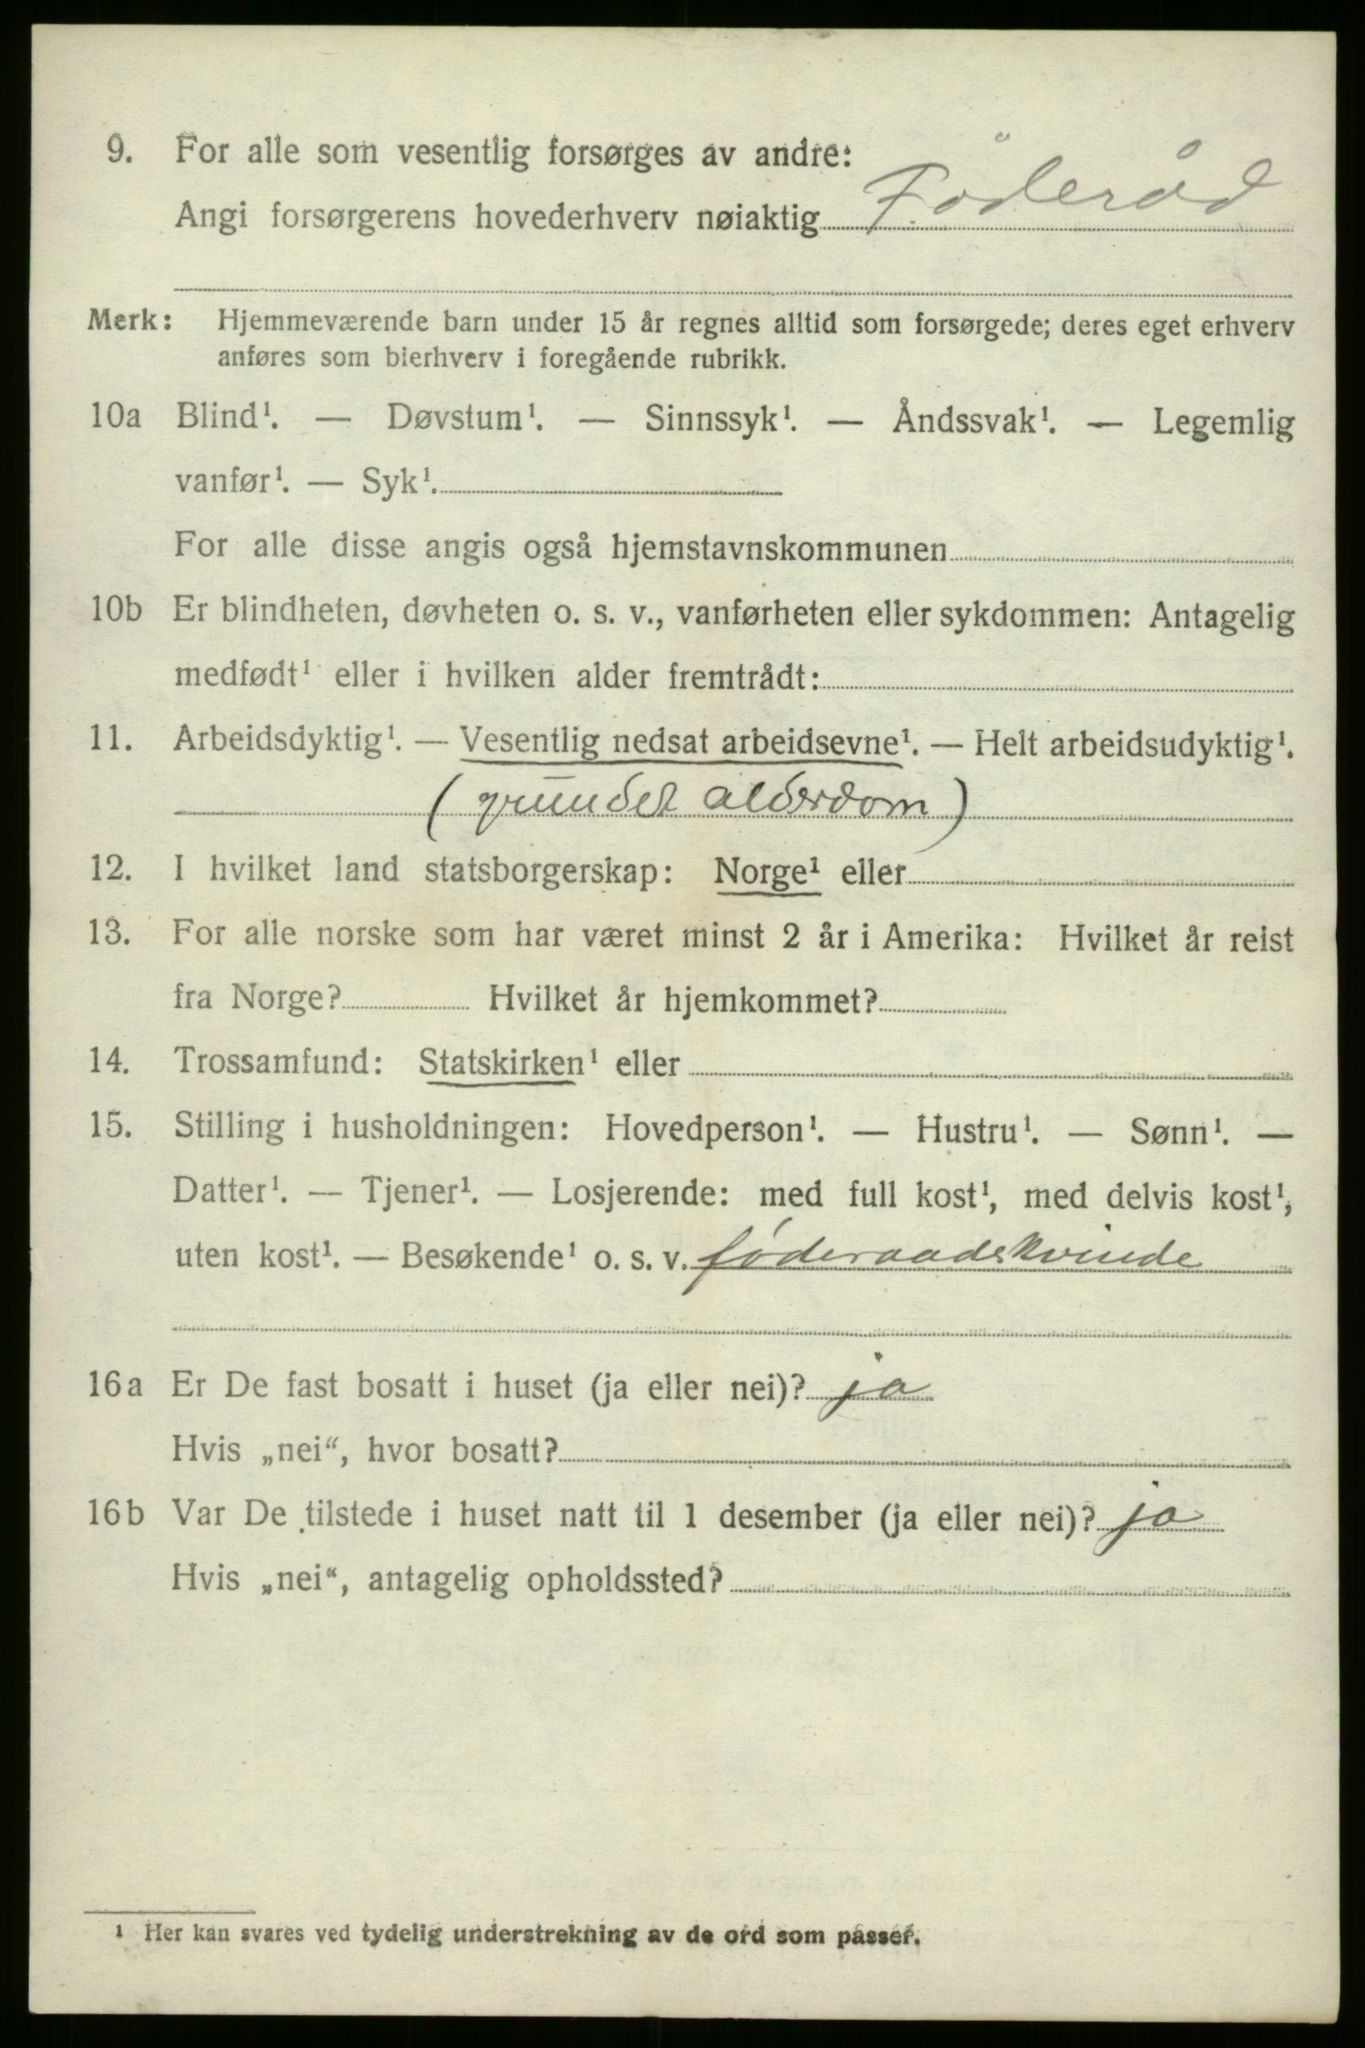 9. For alle som vesentlig forsørges av andre:
Angi forsørgerens hovederhverv nøiaktig Föderåd
Merk: Hjemmeværende barn under 15 år regnes alltid som forsørgede; deres eget erhverv
anføres som bierhverv i foregående rubrikk.
10a Blind¹. — Døvstum¹. — Sinnssyk¹. — Åndssvak¹. — Legemlig
vanfør¹. — Syk¹.
For alle disse angis også hjemstavnskommunen
10b Er blindheten, døvheten o. s. v., vanførheten eller sykdommen: Antagelig
medfødt¹ eller i hvilken alder fremtrådt:
11. Arbeidsdyktig¹. — Vesentlig nedsat arbeidsevne¹. — Helt arbeidsudyktig¹.
(grundet alderdom)
12. I hvilket land statsborgerskap: Norge¹ eller
13. For alle norske som har været minst 2 år i Amerika: Hvilket år reist
fra Norge? Hvilket år hjemkommet?
14. Trossamfund: Statskirken¹ eller
15. Stilling i husholdningen: Hovedperson¹. — Hustru¹. — Sønn¹. —
Datter¹. — Tjener¹. — Losjerende: med full kost¹, med delvis kost¹,
uten kost¹. — Besøkende¹ o. s. v. føderaadskvinde
16a Er De fast bosatt i huset (ja eller nei)? ja
Hvis „nei“, hvor bosatt?
16b Var De tilstede i huset natt til 1 desember (ja eller nei)? ja
Hvis „nei“, antagelig opholdssted?
¹ Her kan svares ved tydelig understrekning av de ord som passer.